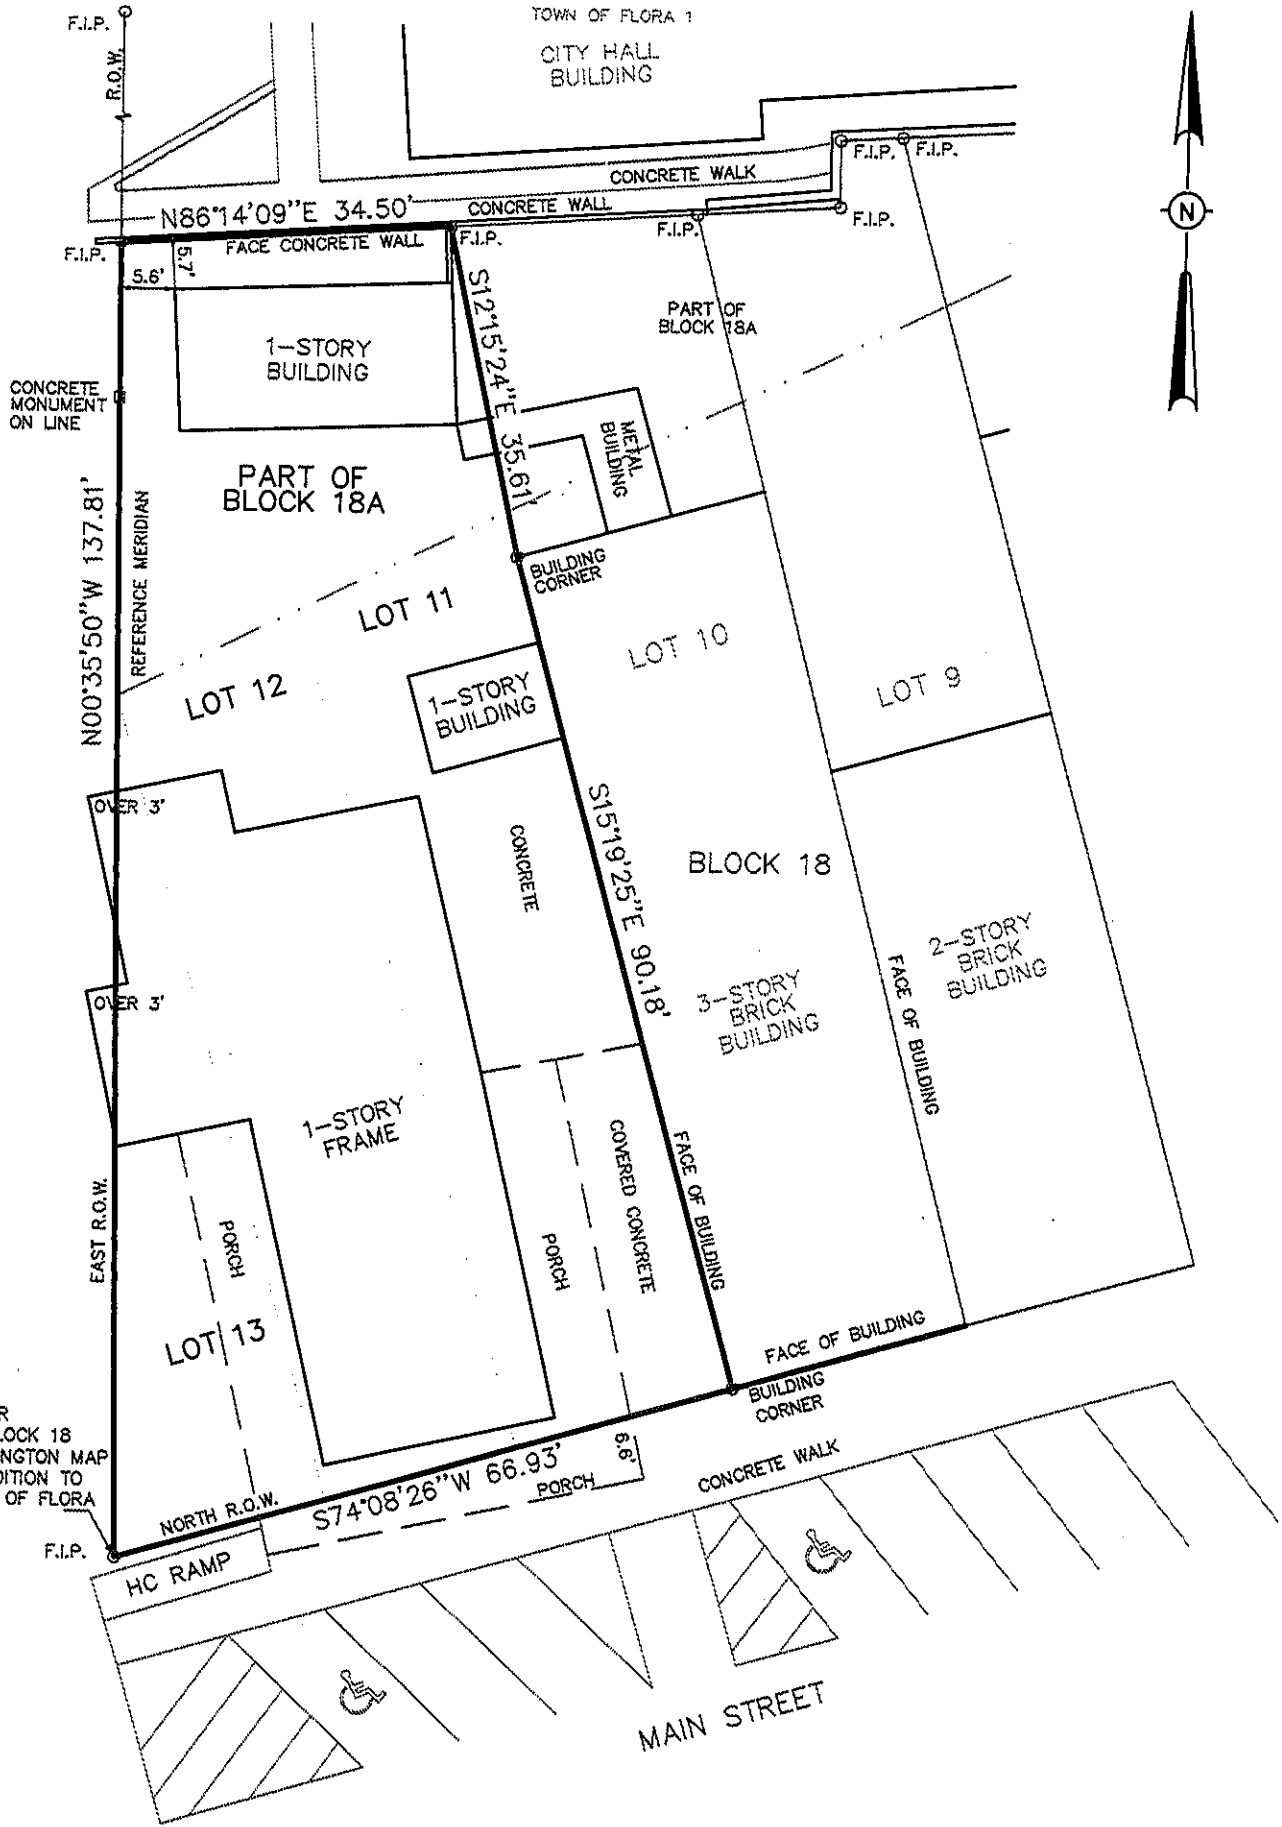 TOWN OF FLORA 1
F.I.P.
CITY HALL
BUILDING
R.O.W.
F.I.P.
F.I.P.
CONCRETE WALK
N86°14'09"E 34.50'
CONCRETE WALL
F.I.P.
F.I.P.
N
F.I.P.
FACE CONCRETE WALL
F.I.P.
5.7'
5.6'
S12°15'24"E 35.61'
PART OF
BLOCK 18A
1-STORY
BUILDING
CONCRETE
MONUMENT
ON LINE
METAL
BUILDING
PART OF
BLOCK 18A
N00°35'50"W 137.81'
REFERENCE MERIDIAN
BUILDING
CORNER
LOT 11
LOT 10
LOT 12
LOT 9
1-STORY
BUILDING
OVER 3'
CONCRETE
S15°19'25"E 90.18'
BLOCK 18
2-STORY
BRICK
BUILDING
FACE OF BUILDING
3-STORY
BRICK
BUILDING
OVER 3'
1-STORY
FRAME
COVERED CONCRETE
FACE OF BUILDING
EAST R.O.W.
PORCH
PORCH
LOT 13
FACE OF BUILDING
BUILDING
CORNER
R
LOCK 18
NGTON MAP
DITION TO
OF FLORA
6.6'
S74°08'26"W 66.93'
PORCH
CONCRETE WALK
NORTH R.O.W.
F.I.P.
HC RAMP
MAIN STREET